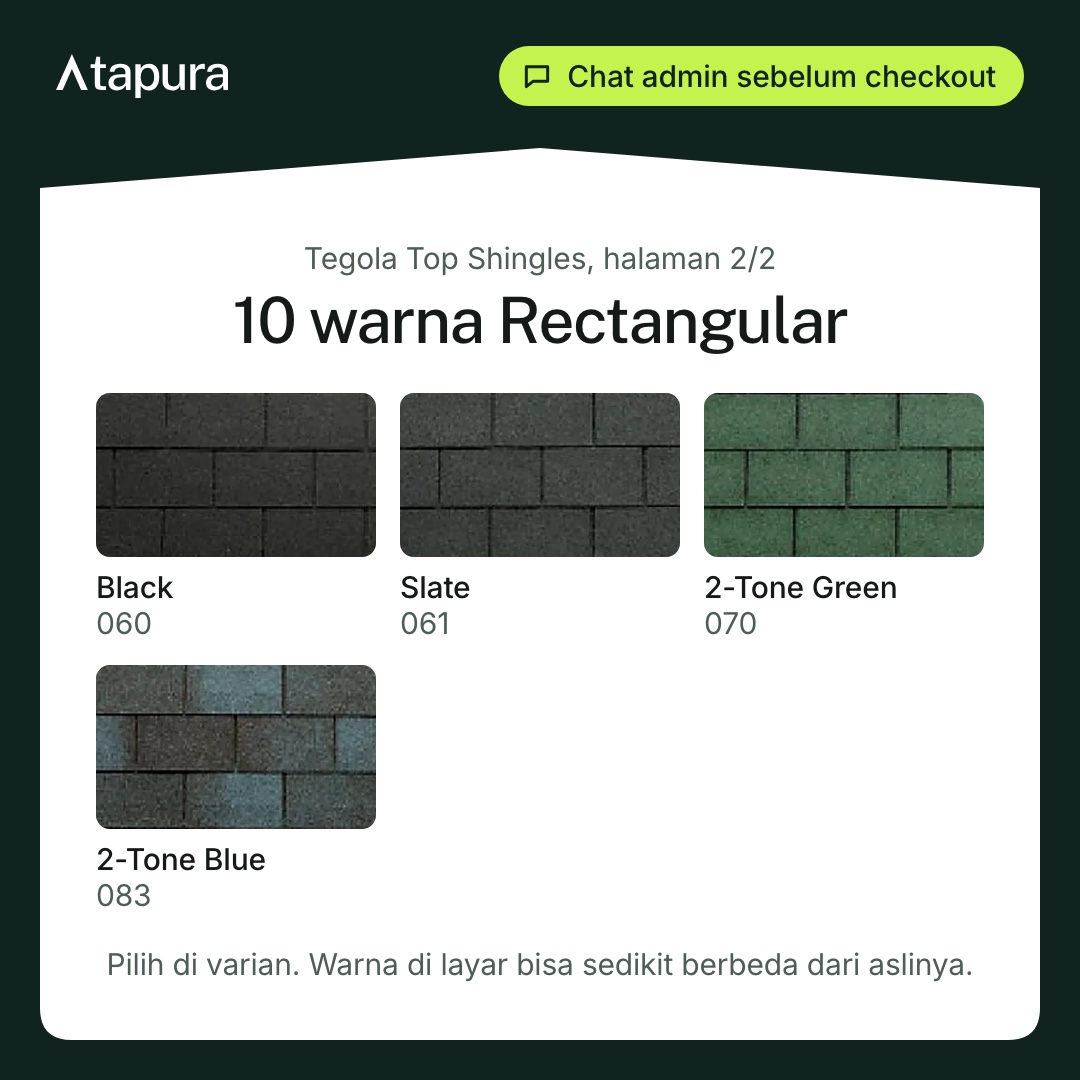 Atapura
Chat admin sebelum checkout
Tegola Top Shingles, halaman 2/2
10 warna Rectangular
Black
060
Slate
061
2-Tone Green
070
2-Tone Blue
083
Pilih di varian. Warna di layar bisa sedikit berbeda dari aslinya.